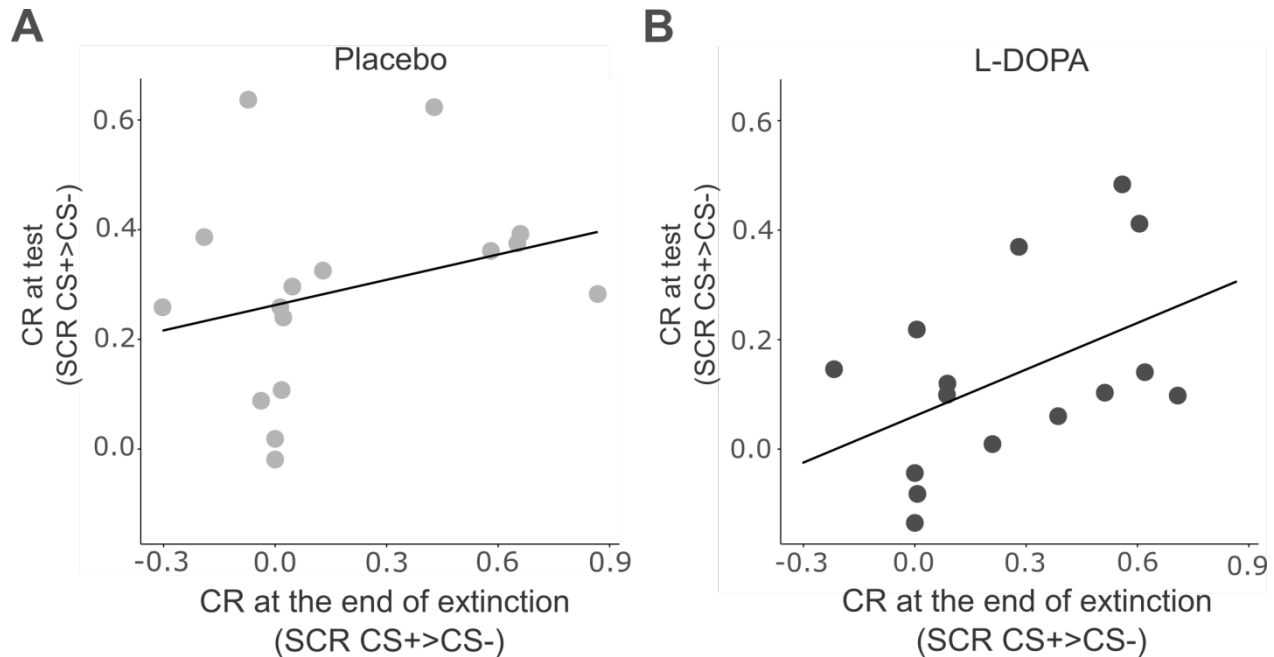 A
Placebo
CR at test
(SCR CS+>CS-)
0.6
0.4
0.2
0.0
-0.3
0.0
0.3
0.6
0.9
CR at the end of extinction
(SCR CS+>CS-)
B
L-DOPA
CR at test
(SCR CS+>CS-)
0.6
0.4
0.2
0.0
-0.3
0.0
0.3
0.6
0.9
CR at the end of extinction
(SCR CS+>CS-)